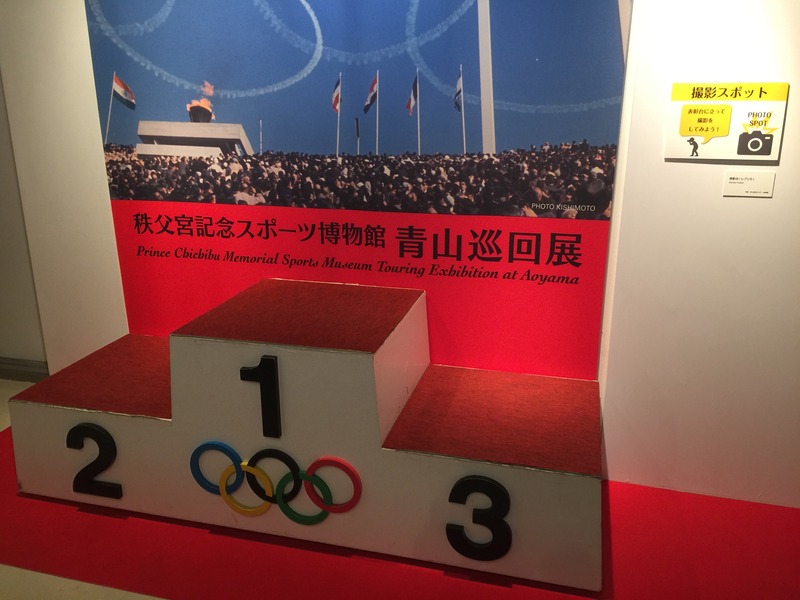 PHOTO KISHIMOTO
秩父宮記念スポーツ博物館 青山巡回展
Prince Chichibu Memorial Sports Museum Touring Exhibition at Aoyama
撮影スポット
表彰台に立って
撮影を
してみよう!
PHOTO
SPOT
1
2
3